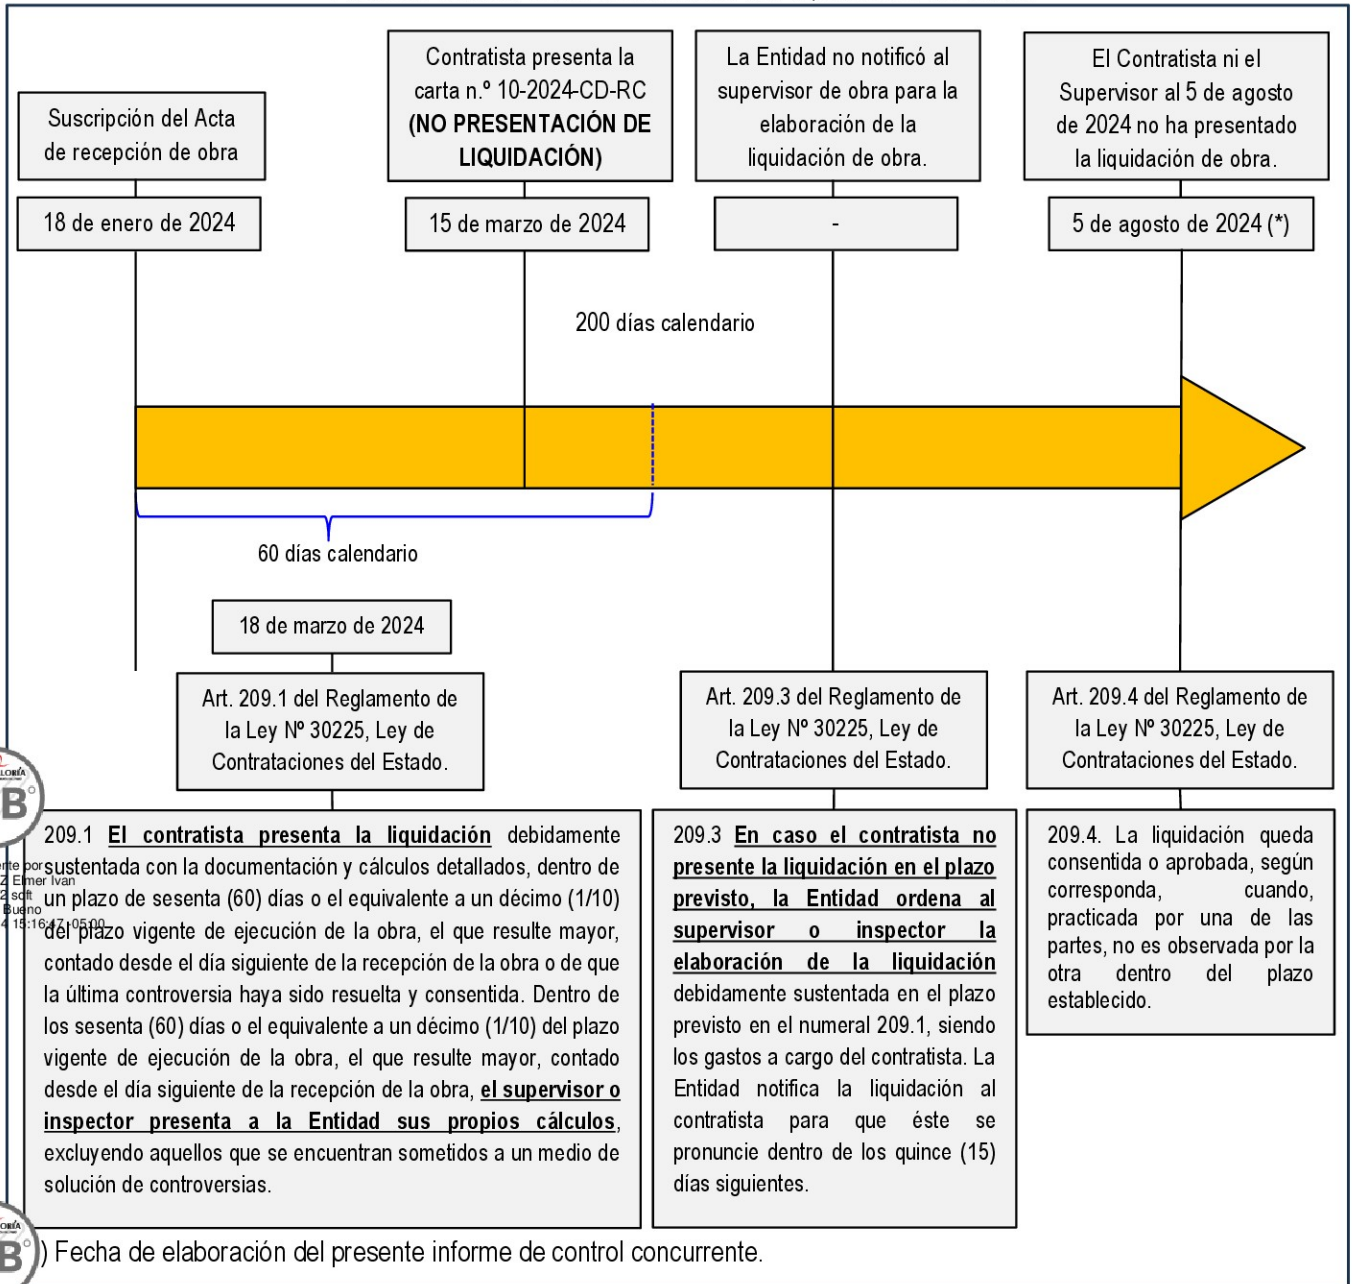 Suscripción del Acta
de recepción de obra
18 de enero de 2024
Contratista presenta la
carta n.º 10-2024-CD-RC
(NO PRESENTACIÓN DE
LIQUIDACIÓN)
15 de marzo de 2024
La Entidad no notificó al
supervisor de obra para la
elaboración de la
liquidación de obra.
-
El Contratista ni el
Supervisor al 5 de agosto
de 2024 no ha presentado
la liquidación de obra.
5 de agosto de 2024 (*)
200 días calendario
60 días calendario
18 de marzo de 2024
Art. 209.1 del Reglamento de
la Ley Nº 30225, Ley de
Contrataciones del Estado.
209.1 El contratista presenta la liquidación debidamente
sustentada con la documentación y cálculos detallados, dentro de
un plazo de sesenta (60) días o el equivalente a un décimo (1/10)
del plazo vigente de ejecución de la obra, el que resulte mayor,
contado desde el día siguiente de la recepción de la obra o de que
la última controversia haya sido resuelta y consentida. Dentro de
los sesenta (60) días o el equivalente a un décimo (1/10) del plazo
vigente de ejecución de la obra, el que resulte mayor, contado
desde el día siguiente de la recepción de la obra, el supervisor o
inspector presenta a la Entidad sus propios cálculos,
excluyendo aquellos que se encuentran sometidos a un medio de
solución de controversias.
Art. 209.3 del Reglamento de
la Ley Nº 30225, Ley de
Contrataciones del Estado.
209.3 En caso el contratista no
presente la liquidación en el plazo
previsto, la Entidad ordena al
supervisor o inspector la
elaboración de la liquidación
debidamente sustentada en el plazo
previsto en el numeral 209.1, siendo
los gastos a cargo del contratista. La
Entidad notifica la liquidación al
contratista para que éste se
pronuncie dentro de los quince (15)
días siguientes.
Art. 209.4 del Reglamento de
la Ley Nº 30225, Ley de
Contrataciones del Estado.
209.4. La liquidación queda
consentida o aprobada, según
corresponda, cuando,
practicada por una de las
partes, no es observada por la
otra dentro del plazo
establecido.
por
Elmer Ivan
soft
Bueno
15:16:47 -05:00
) Fecha de elaboración del presente informe de control concurrente.